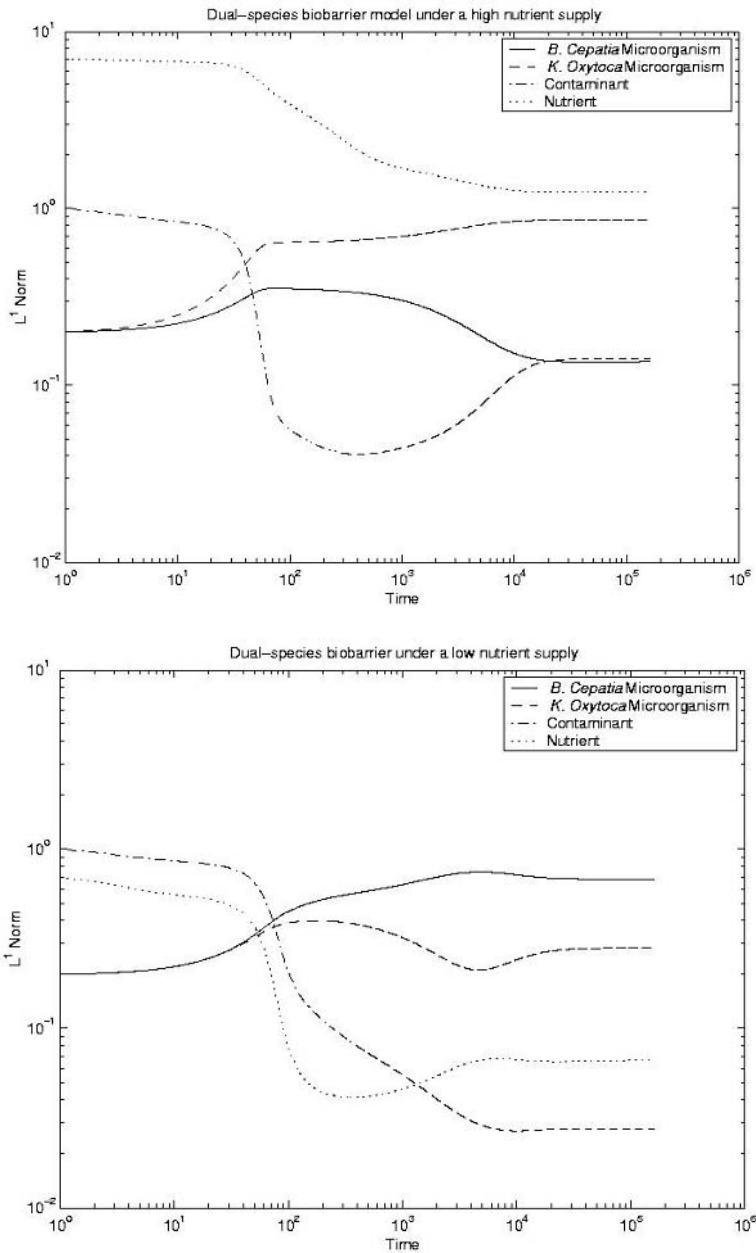 Dual-species biobarrier model under a high nutrient supply
B. Cepatia Microorganism
K. Oxytoca Microorganism
Contaminant
Nutrient
L¹ Norm
10¹
10⁰
10⁻¹
10⁻²
10⁰ 10¹ 10² 10³ 10⁴ 10⁵ 10⁶
Time
Dual-species biobarrier under a low nutrient supply
B. Cepatia Microorganism
K. Oxytoca Microorganism
Contaminant
Nutrient
L¹ Norm
10¹
10⁰
10⁻¹
10⁻²
10⁰ 10¹ 10² 10³ 10⁴ 10⁵ 10⁶
Time